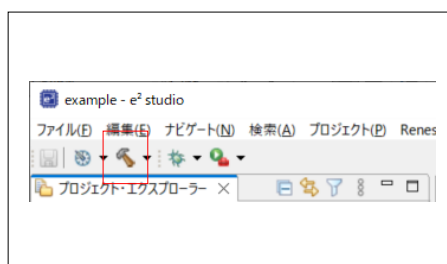 example - e² studio
ファイル(F) 編集(E) ナビゲート(N) 検索(A) プロジェクト(P) Renes
プロジェクト・エクスプローラー